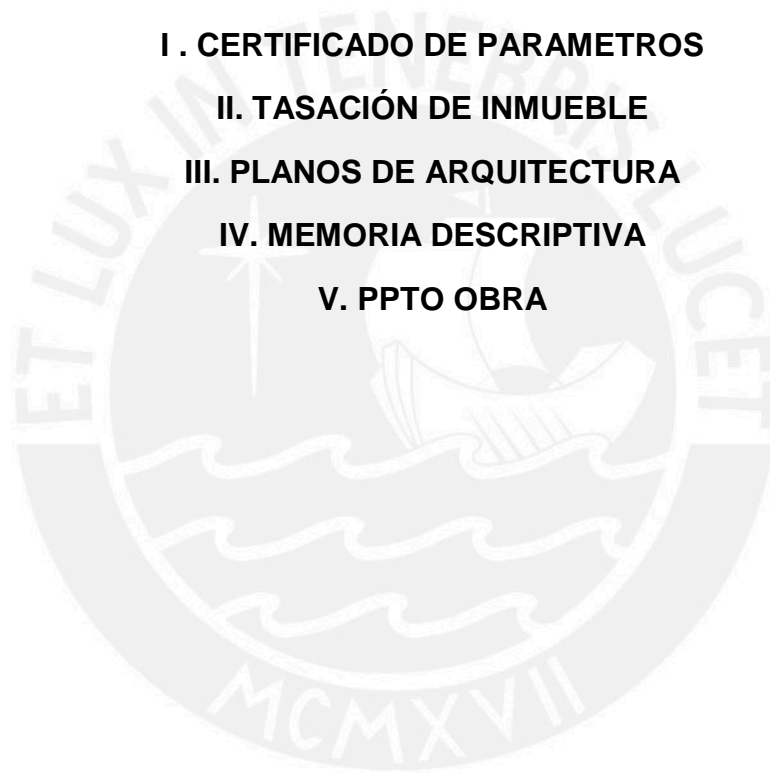 I . CERTIFICADO DE PARAMETROS
II. TASACIÓN DE INMUEBLE
III. PLANOS DE ARQUITECTURA
IV. MEMORIA DESCRIPTIVA
V. PPTO OBRA
ET LUX IN TENEBRIS LUCET
MCMXVII